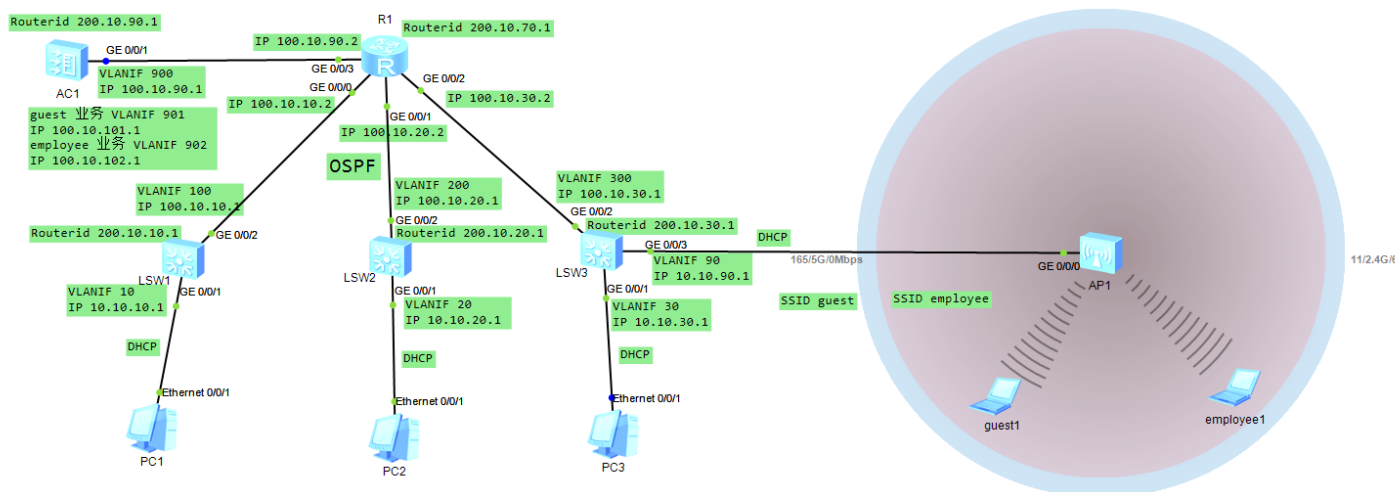 Routerid 200.10.90.1
AC1
GE 0/0/1
VLANIF 900
IP 100.10.90.1
guest 业务 VLANIF 901
IP 100.10.101.1
employee 业务 VLANIF 902
IP 100.10.102.1
R1
Routerid 200.10.70.1
R
IP 100.10.90.2
GE 0/0/3
GE 0/0/0
IP 100.10.10.2
GE 0/0/1
IP 100.10.20.2
GE 0/0/2
IP 100.10.30.2
OSPF
VLANIF 100
IP 100.10.10.1
Routerid 200.10.10.1
GE 0/0/2
LSW1
GE 0/0/1
VLANIF 10
IP 10.10.10.1
DHCP
Ethernet 0/0/1
PC1
VLANIF 200
IP 100.10.20.1
GE 0/0/2
Routerid 200.10.20.1
LSW2
GE 0/0/1
VLANIF 20
IP 10.10.20.1
DHCP
Ethernet 0/0/1
PC2
VLANIF 300
IP 100.10.30.1
GE 0/0/2
Routerid 200.10.30.1
LSW3
GE 0/0/3
VLANIF 90
IP 10.10.90.1
GE 0/0/1
VLANIF 30
IP 10.10.30.1
DHCP
Ethernet 0/0/1
PC3
DHCP
165/5G/0Mbps
SSID guest
SSID employee
GE 0/0/0
AP1
guest1
employee1